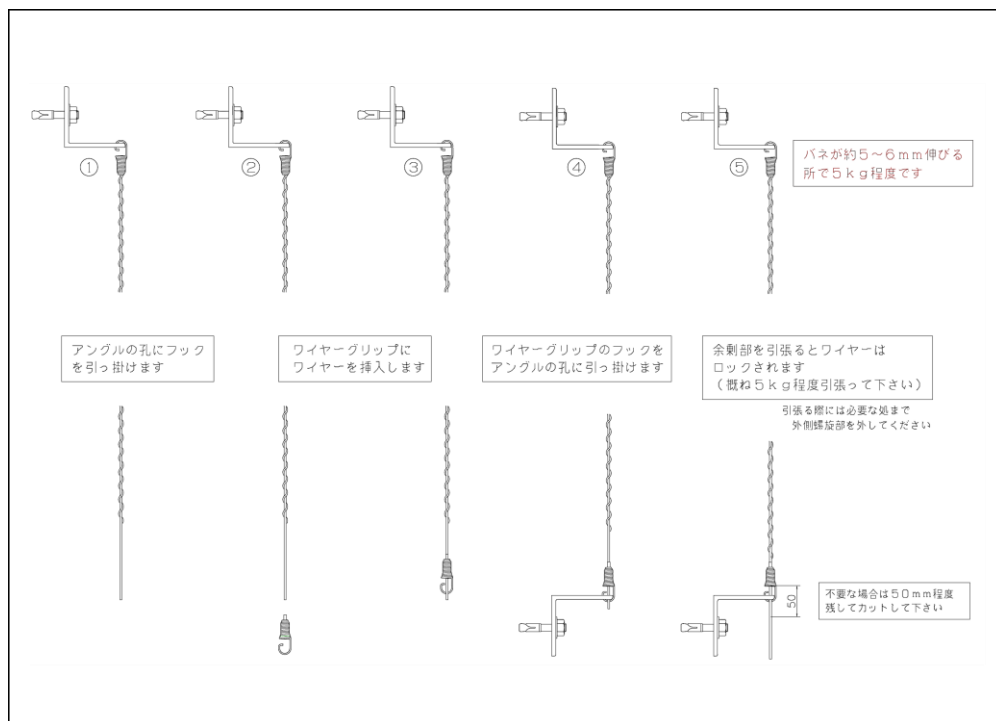 ①
②
③
④
⑤
バネが約5～6mm伸びる
所で5kg程度です
アングルの孔にフック
を引っ掛けます
ワイヤーグリップに
ワイヤーを挿入します
ワイヤーグリップのフックを
アングルの孔に引っ掛けます
余剰部を引張るとワイヤーは
ロックされます
(概ね5kg程度引張って下さい)
引張る際には必要な処まで
外側螺旋部を外してください
50
不要な場合は50mm程度
残してカットして下さい